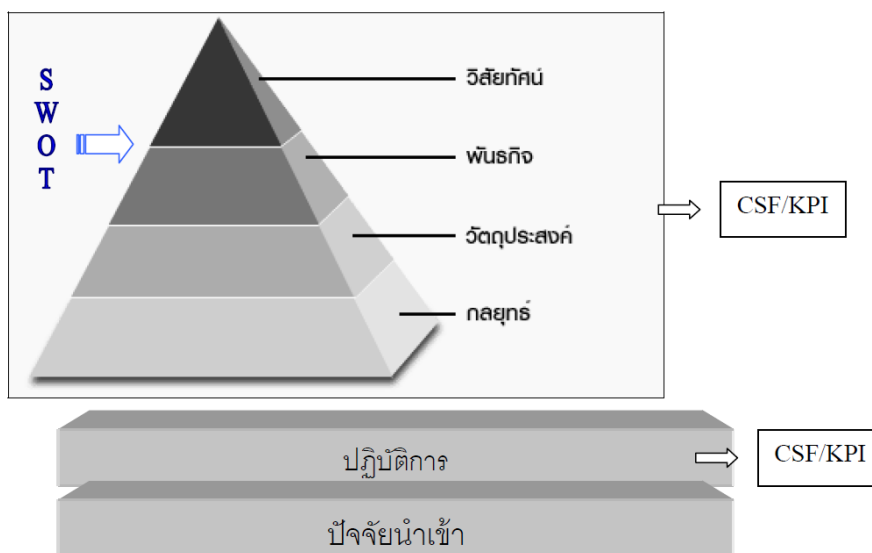 S
W
O
T
วิสัยทัศน์
พันธกิจ
วัตถุประสงค์
กลยุทธ์
CSF/KPI
ปฏิบัติการ
CSF/KPI
ปัจจัยนำเข้า